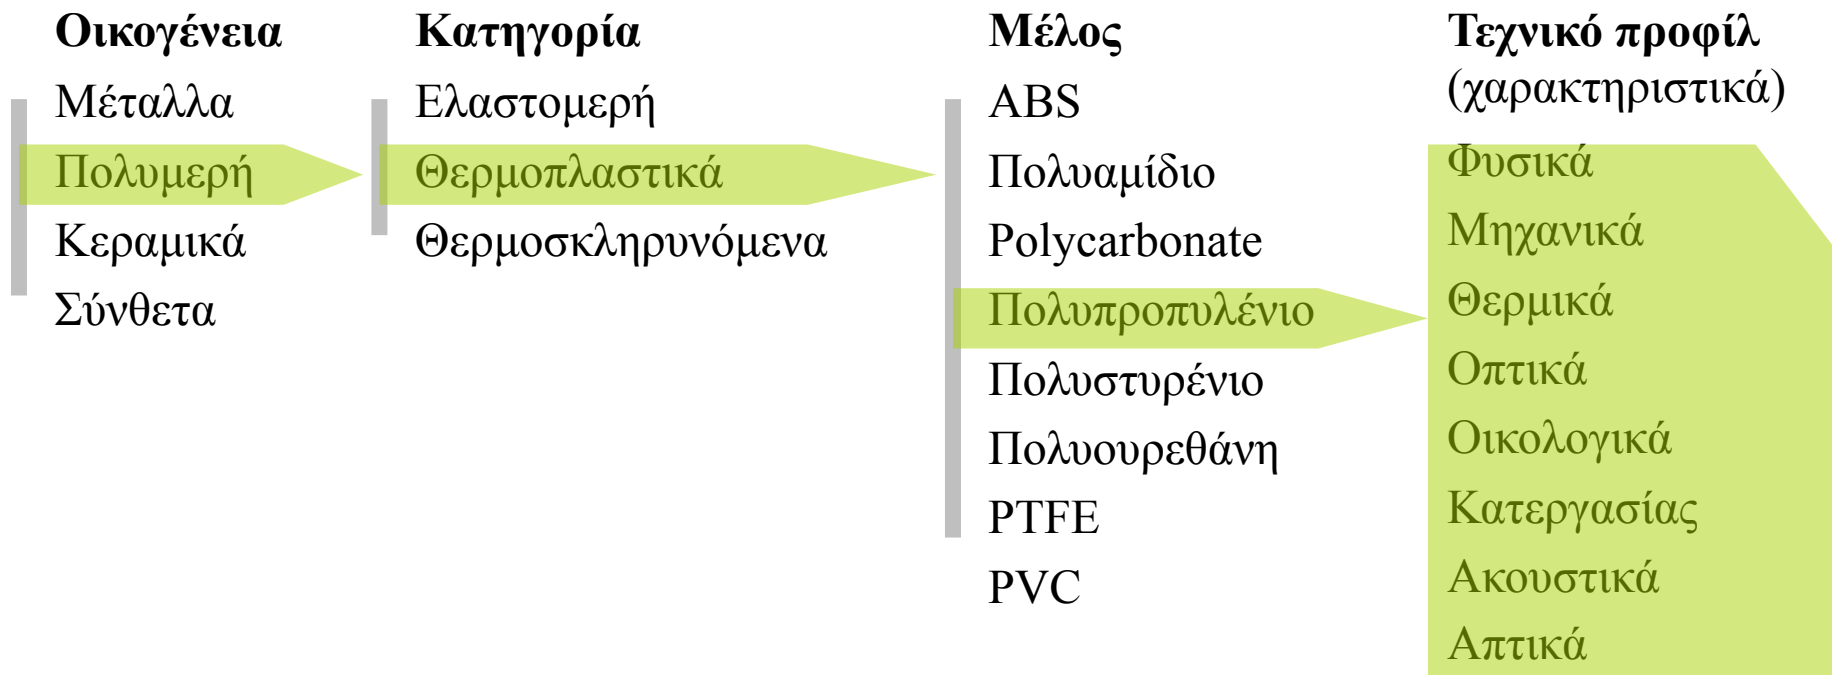 Οικογένεια
Μέταλλα
Πολυμερή
Κεραμικά
Σύνθετα
Κατηγορία
Ελαστομερή
Θερμοπλαστικά
Θερμοσκληρυνόμενα
Μέλος
ABS
Πολυαμίδιο
Polycarbonate
Πολυπροπυλένιο
Πολυστυρένιο
Πολυουρεθάνη
PTFE
PVC
Τεχνικό προφίλ
(χαρακτηριστικά)
Φυσικά
Μηχανικά
Θερμικά
Οπτικά
Οικολογικά
Κατεργασίας
Ακουστικά
Απτικά